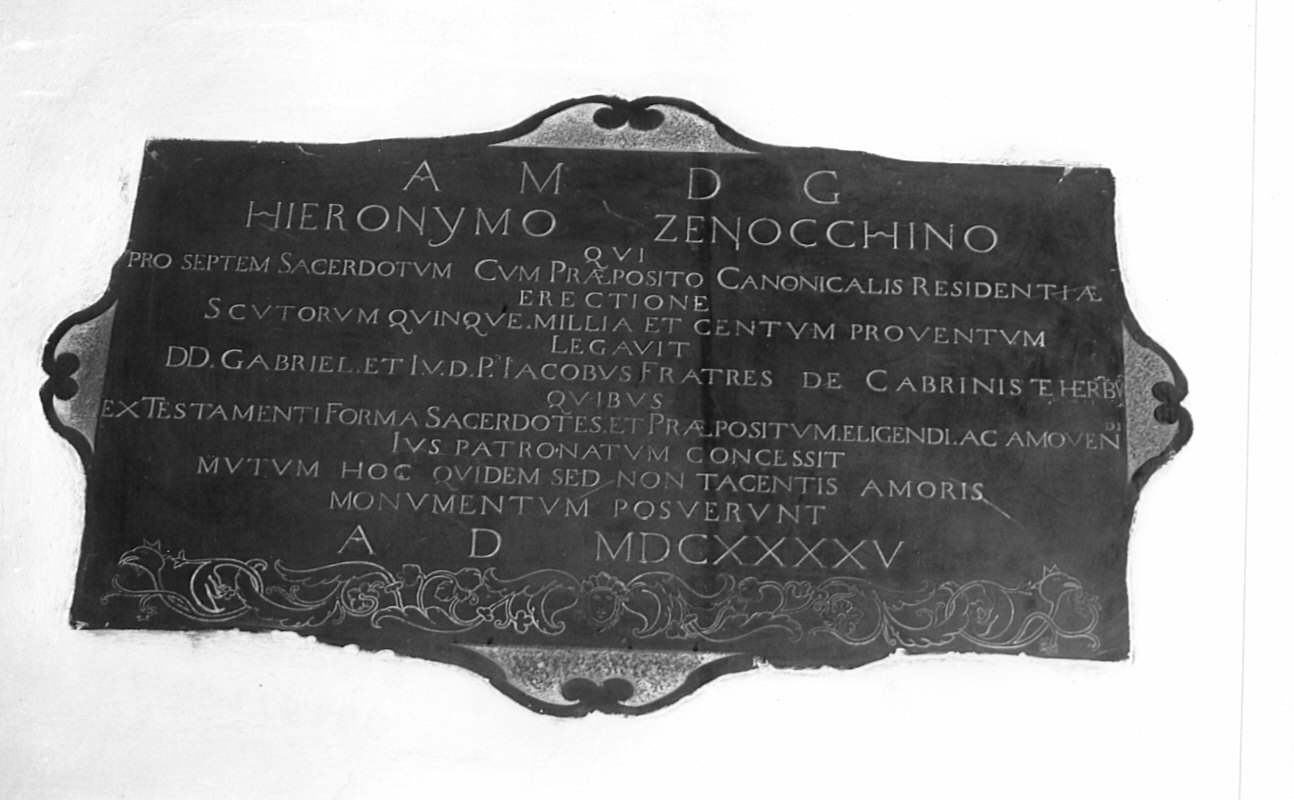 A M D G
HIERONYMO ZENOCCHINO
QVI
PRO SEPTEM SACERDOTVM CVM PRÆPOSITO CANONICALIS RESIDENTIÆ
ERECTIONE
SCVTORVM QVINQVE.MILLIA ET CENTVM PROVENTVM
LEGAVIT
DD.GABRIEL.ET IV.D.P. IACOBVS FRATRES DE CABRINIS
QVIBVS
EX TESTAMENTI FORMA SACERDOTES.ET PRÆPOSITVM.ELIGENDI.AC AMOVENDI
IVS PATRONATVM CONCESSIT
MVTVM HOC QVIDEM SED NON TACENTIS AMORIS
MONVMENTVM POSVERVNT
A D MDCXXXXV